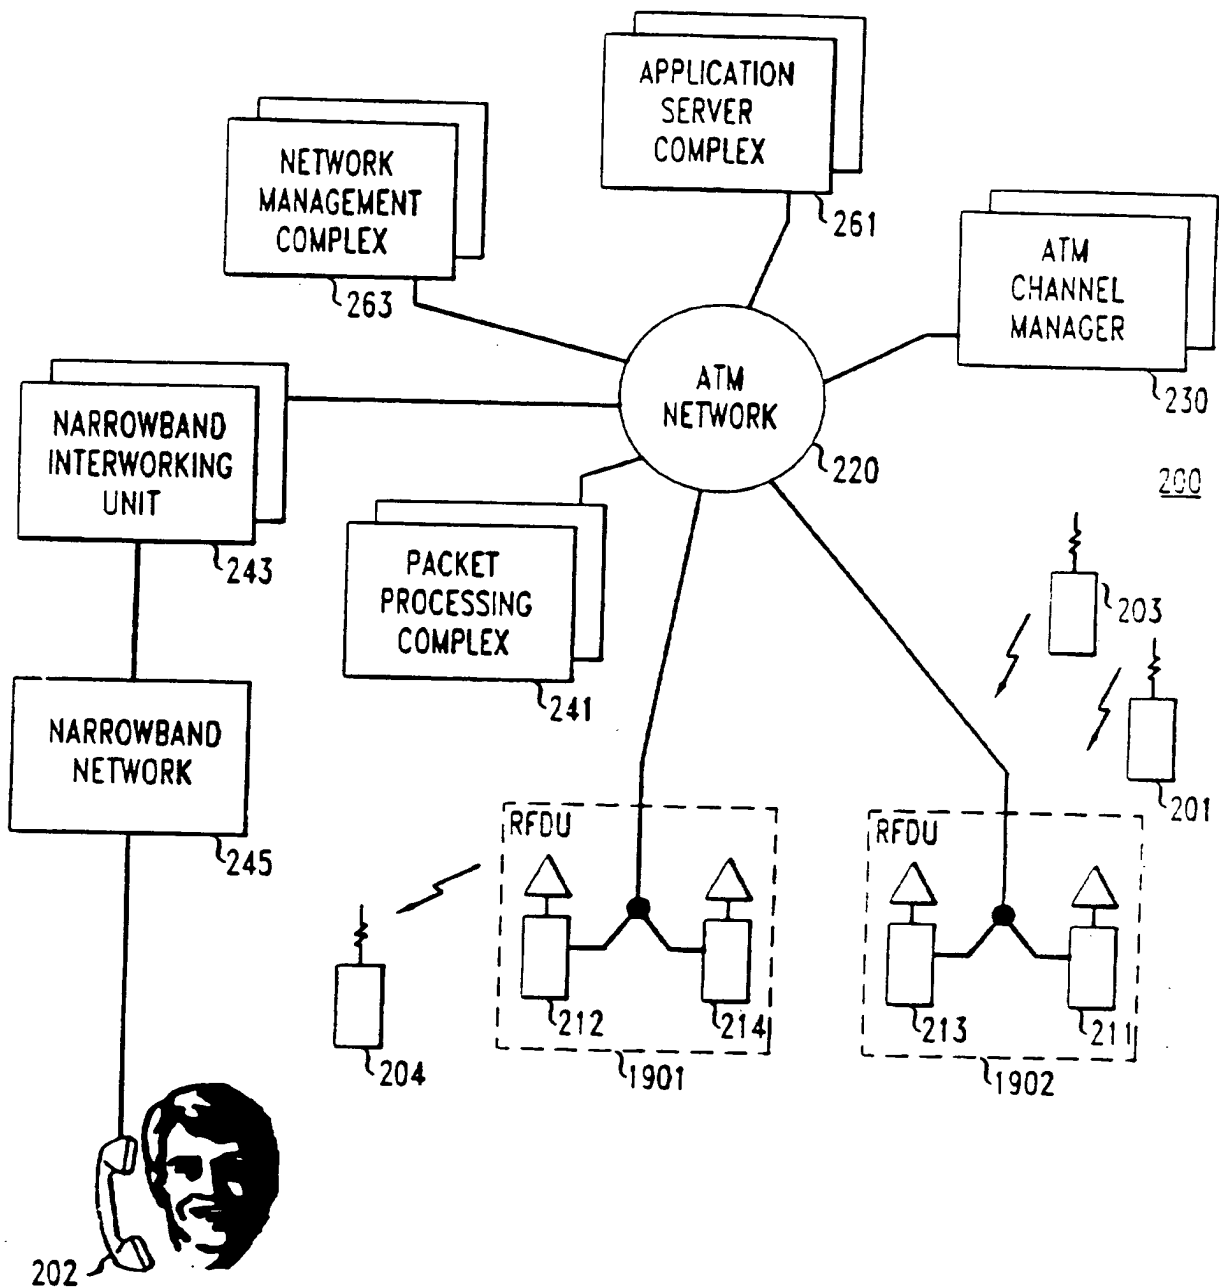 APPLICATION
SERVER
COMPLEX
261
NETWORK
MANAGEMENT
COMPLEX
263
ATM
CHANNEL
MANAGER
230
ATM
NETWORK
220
200
NARROWBAND
INTERWORKING
UNIT
243
PACKET
PROCESSING
COMPLEX
241
203
201
NARROWBAND
NETWORK
245
RFDU
212
214
1901
RFDU
213
211
1902
204
202